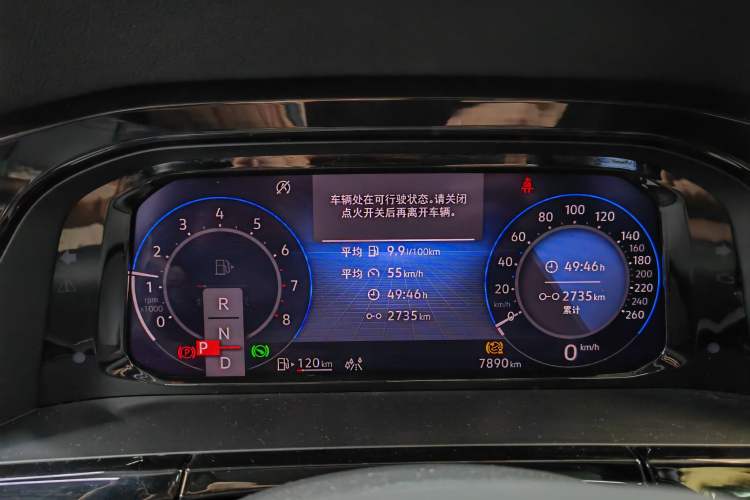 车辆处在可行驶状态。请关闭
点火开关后再离开车辆。
平均 9.9 l/100km
平均 55 km/h
49:46 h
2735 km
0
1
2
3
4
5
6
7
8
rpm
x1000
R
N
P
D
P
120 km
0
20
40
60
80
100
120
140
160
180
200
220
240
260
km/h
49:46 h
2735 km
累计
7890 km
0 km/h